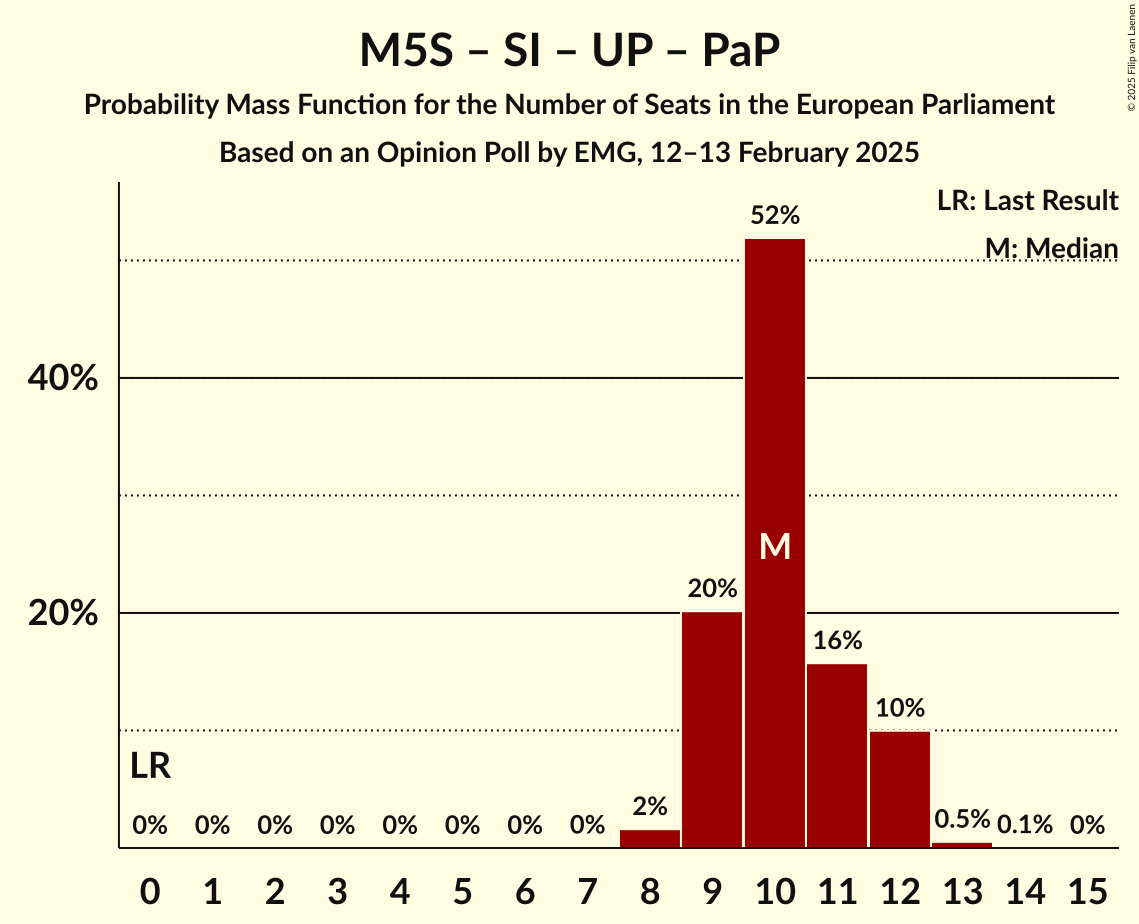 M5S – SI – UP – PaP
Probability Mass Function for the Number of Seats in the European Parliament
Based on an Opinion Poll by EMG, 12–13 February 2025
© 2025 Filip van Laenen
LR: Last Result
M: Median
52%
40%
M
20%
20%
16%
10%
LR
0% 0% 0% 0% 0% 0% 0% 0% 2% 0.5% 0.1% 0%
0 1 2 3 4 5 6 7 8 9 10 11 12 13 14 15